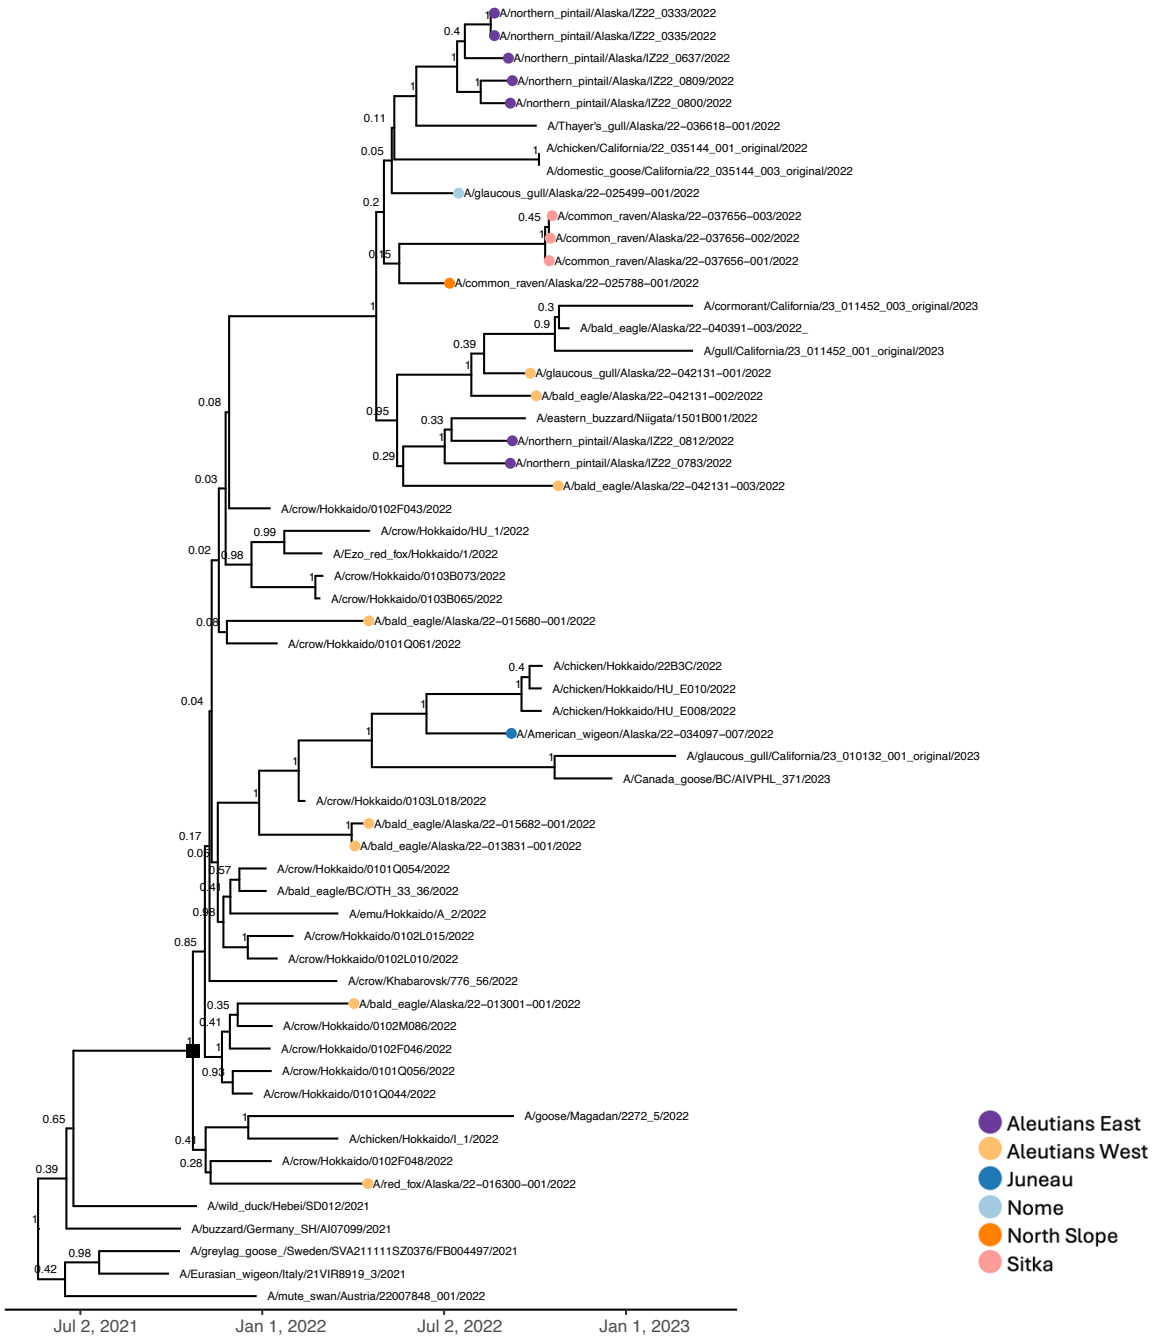 1
A/northern_pintail/Alaska/IZ22_0333/2022
0.4
A/northern_pintail/Alaska/IZ22_0335/2022
1
A/northern_pintail/Alaska/IZ22_0637/2022
1
1
A/northern_pintail/Alaska/IZ22_0809/2022
A/northern_pintail/Alaska/IZ22_0800/2022
0.11
A/Thayer's_gull/Alaska/22-036618-001/2022
0.05
1
A/chicken/California/22_035144_001_original/2022
A/domestic_goose/California/22_035144_003_original/2022
A/glaucous_gull/Alaska/22-025499-001/2022
0.2
0.45
A/common_raven/Alaska/22-037656-003/2022
1
A/common_raven/Alaska/22-037656-002/2022
0.15
A/common_raven/Alaska/22-037656-001/2022
A/common_raven/Alaska/22-025788-001/2022
1
0.3
A/cormorant/California/23_011452_003_original/2023
0.9
A/bald_eagle/Alaska/22-040391-003/2022_
0.39
A/gull/California/23_011452_001_original/2023
1
A/glaucous_gull/Alaska/22-042131-001/2022
A/bald_eagle/Alaska/22-042131-002/2022
0.95
0.33
A/eastern_buzzard/Niigata/1501B001/2022
1
A/northern_pintail/Alaska/IZ22_0812/2022
0.29
A/northern_pintail/Alaska/IZ22_0783/2022
A/bald_eagle/Alaska/22-042131-003/2022
0.08
0.03
A/crow/Hokkaido/0102F043/2022
0.99
A/crow/Hokkaido/HU_1/2022
0.02
0.98
A/Ezo_red_fox/Hokkaido/1/2022
1
A/crow/Hokkaido/0103B073/2022
A/crow/Hokkaido/0103B065/2022
0.08
A/bald_eagle/Alaska/22-015680-001/2022
A/crow/Hokkaido/0101Q061/2022
0.4
A/chicken/Hokkaido/22B3C/2022
1
A/chicken/Hokkaido/HU_E010/2022
0.04
1
A/chicken/Hokkaido/HU_E008/2022
1
A/American_wigeon/Alaska/22-034097-007/2022
1
1
A/glaucous_gull/California/23_010132_001_original/2023
A/Canada_goose/BC/AIVPHL_371/2023
1
A/crow/Hokkaido/0103L018/2022
0.17
1
A/bald_eagle/Alaska/22-015682-001/2022
A/bald_eagle/Alaska/22-013831-001/2022
0.57
A/crow/Hokkaido/0101Q054/2022
0.41
A/bald_eagle/BC/OTH_33_36/2022
0.98
A/emu/Hokkaido/A_2/2022
0.85
1
A/crow/Hokkaido/0102L015/2022
A/crow/Hokkaido/0102L010/2022
A/crow/Khabarovsk/776_56/2022
0.35
A/bald_eagle/Alaska/22-013001-001/2022
0.41
A/crow/Hokkaido/0102M086/2022
1
1
A/crow/Hokkaido/0102F046/2022
0.93
A/crow/Hokkaido/0101Q056/2022
A/crow/Hokkaido/0101Q044/2022
0.65
1
A/goose/Magadan/2272_5/2022
0.41
A/chicken/Hokkaido/I_1/2022
0.28
A/crow/Hokkaido/0102F048/2022
0.39
A/red_fox/Alaska/22-016300-001/2022
A/wild_duck/Hebei/SD012/2021
1
A/buzzard/Germany_SH/AI07099/2021
0.98
A/greylag_goose_/Sweden/SVA211111SZ0376/FB004497/2021
0.42
A/Eurasian_wigeon/Italy/21VIR8919_3/2021
A/mute_swan/Austria/22007848_001/2022
Jul 2, 2021
Jan 1, 2022
Jul 2, 2022
Jan 1, 2023
Aleutians East
Aleutians West
Juneau
Nome
North Slope
Sitka